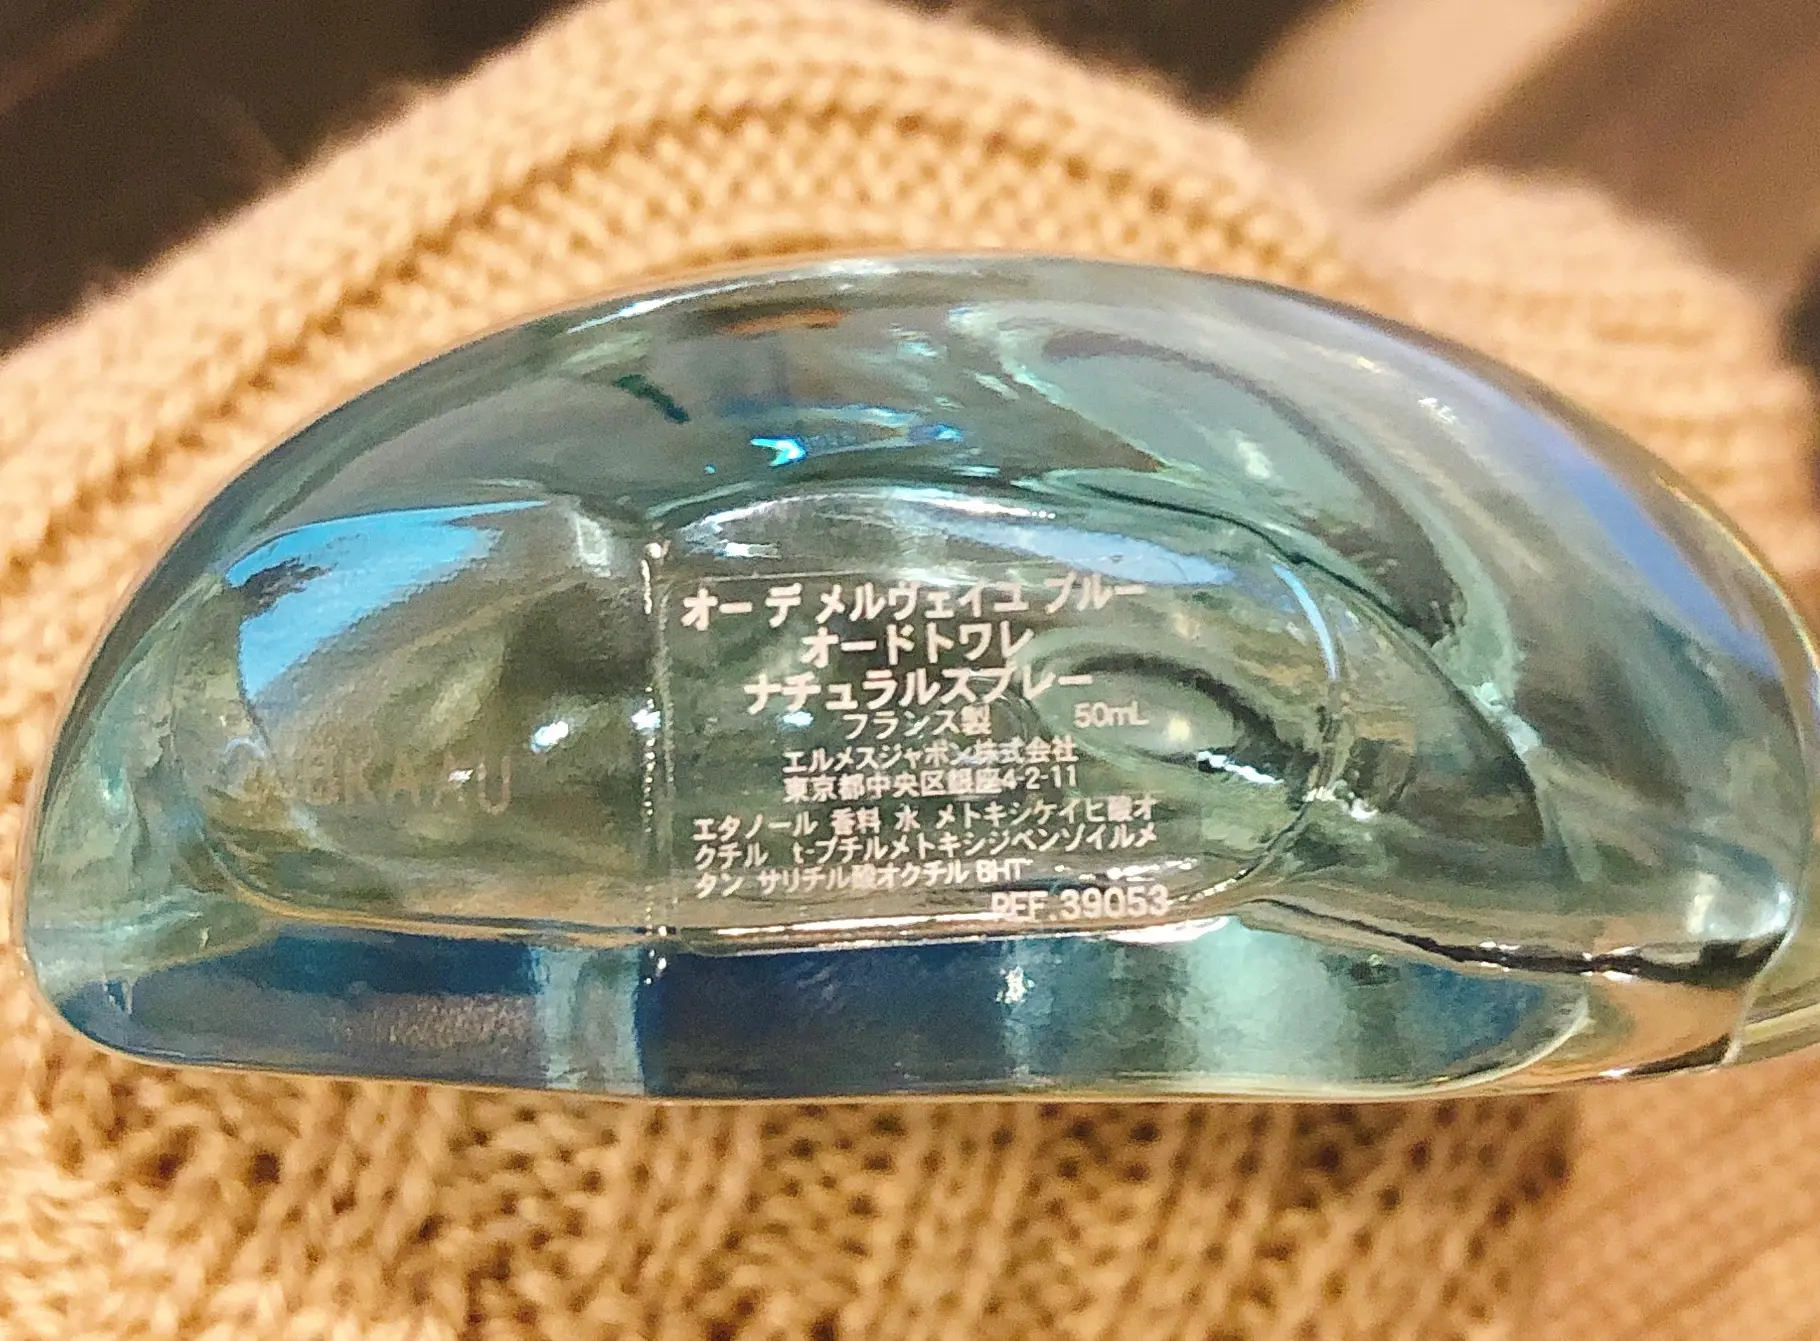 オー デ メルヴェイユ ブルー
オードトワレ
ナチュラルスプレー
フランス製 50mL
エルメスジャポン株式会社
東京都中央区銀座4-2-11
エタノール 香料 水 メトキシケイヒ酸オ
クチル t-ブチルメトキシジベンゾイルメ
タン サリチル酸オクチル BHT
REF.39053